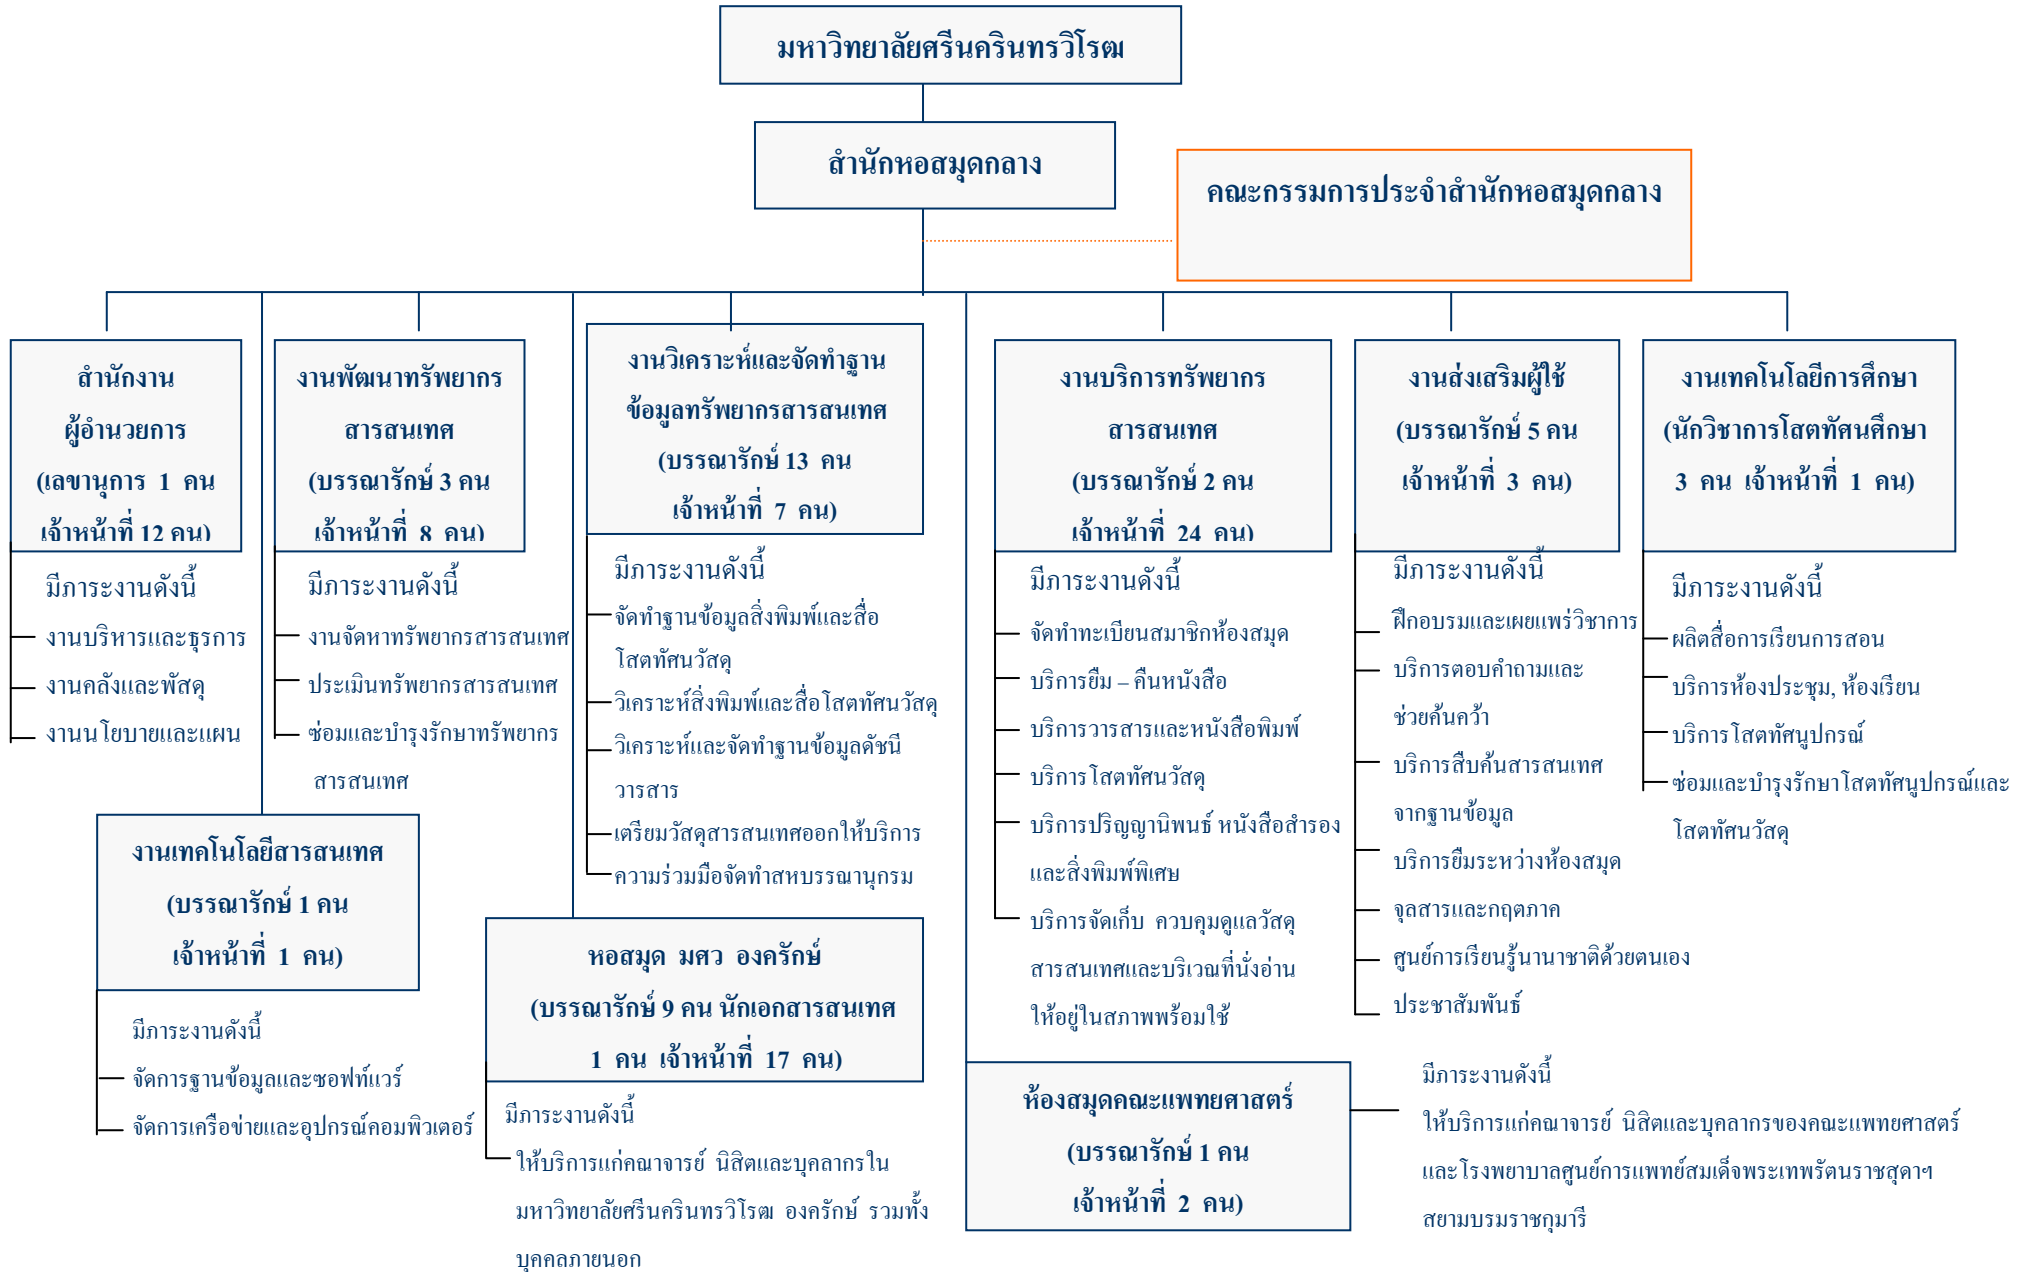 มหาวิทยาลัยศรีนครินทรวิโรฒ
สำนักหอสมุดกลาง
คณะกรรมการประจำสำนักหอสมุดกลาง
สำนักงาน
ผู้อำนวยการ
(เลขานุการ 1 คน
เจ้าหน้าที่ 12 คน)
มีภาระงานดังนี้
งานบริหารและธุรการ
งานคลังและพัสดุ
งานนโยบายและแผน
งานพัฒนาทรัพยากร
สารสนเทศ
(บรรณารักษ์ 3 คน
เจ้าหน้าที่ 8 คน)
มีภาระงานดังนี้
งานจัดหาทรัพยากรสารสนเทศ
ประเมินทรัพยากรสารสนเทศ
ซ่อมและบำรุงรักษาทรัพยากร
สารสนเทศ
งานวิเคราะห์และจัดทำฐาน
ข้อมูลทรัพยากรสารสนเทศ
(บรรณารักษ์ 13 คน
เจ้าหน้าที่ 7 คน)
มีภาระงานดังนี้
จัดทำฐานข้อมูลสิ่งพิมพ์และสื่อ
โสตทัศนวัสดุ
วิเคราะห์สิ่งพิมพ์และสื่อโสตทัศนวัสดุ
วิเคราะห์และจัดทำฐานข้อมูลดัชนี
วารสาร
เตรียมวัสดุสารสนเทศออกให้บริการ
ความร่วมมือจัดทำสหบรรณานุกรม
งานบริการทรัพยากร
สารสนเทศ
(บรรณารักษ์ 2 คน
เจ้าหน้าที่ 24 คน)
มีภาระงานดังนี้
จัดทำทะเบียนสมาชิกห้องสมุด
บริการยืม – คืนหนังสือ
บริการวารสารและหนังสือพิมพ์
บริการโสตทัศนวัสดุ
บริการปริญญานิพนธ์ หนังสือสำรอง
และสิ่งพิมพ์พิเศษ
บริการจัดเก็บ ควบคุมดูแลวัสดุ
สารสนเทศและบริเวณที่นั่งอ่าน
ให้อยู่ในสภาพพร้อมใช้
งานส่งเสริมผู้ใช้
(บรรณารักษ์ 5 คน
เจ้าหน้าที่ 3 คน)
มีภาระงานดังนี้
ฝึกอบรมและเผยแพร่วิชาการ
บริการตอบคำถามและ
ช่วยค้นคว้า
บริการสืบค้นสารสนเทศ
จากฐานข้อมูล
บริการยืมระหว่างห้องสมุด
จุลสารและกฤตภาค
ศูนย์การเรียนรู้นานาชาติด้วยตนเอง
ประชาสัมพันธ์
งานเทคโนโลยีการศึกษา
(นักวิชาการโสตทัศนศึกษา
3 คน เจ้าหน้าที่ 1 คน)
มีภาระงานดังนี้
ผลิตสื่อการเรียนการสอน
บริการห้องประชุม, ห้องเรียน
บริการโสตทัศนูปกรณ์
ซ่อมและบำรุงรักษาโสตทัศนูปกรณ์และ
โสตทัศนวัสดุ
งานเทคโนโลยีสารสนเทศ
(บรรณารักษ์ 1 คน
เจ้าหน้าที่ 1 คน)
มีภาระงานดังนี้
จัดการฐานข้อมูลและซอฟท์แวร์
จัดการเครือข่ายและอุปกรณ์คอมพิวเตอร์
หอสมุด มศว องครักษ์
(บรรณารักษ์ 9 คน นักเอกสารสนเทศ
1 คน เจ้าหน้าที่ 17 คน)
มีภาระงานดังนี้
ให้บริการแก่คณาจารย์ นิสิตและบุคลากรใน
มหาวิทยาลัยศรีนครินทรวิโรฒ องครักษ์ รวมทั้ง
บุคคลภายนอก
ห้องสมุดคณะแพทยศาสตร์
(บรรณารักษ์ 1 คน
เจ้าหน้าที่ 2 คน)
มีภาระงานดังนี้
ให้บริการแก่คณาจารย์ นิสิตและบุคลากรของคณะแพทยศาสตร์
และโรงพยาบาลศูนย์การแพทย์สมเด็จพระเทพรัตนราชสุดาฯ
สยามบรมราชกุมารี